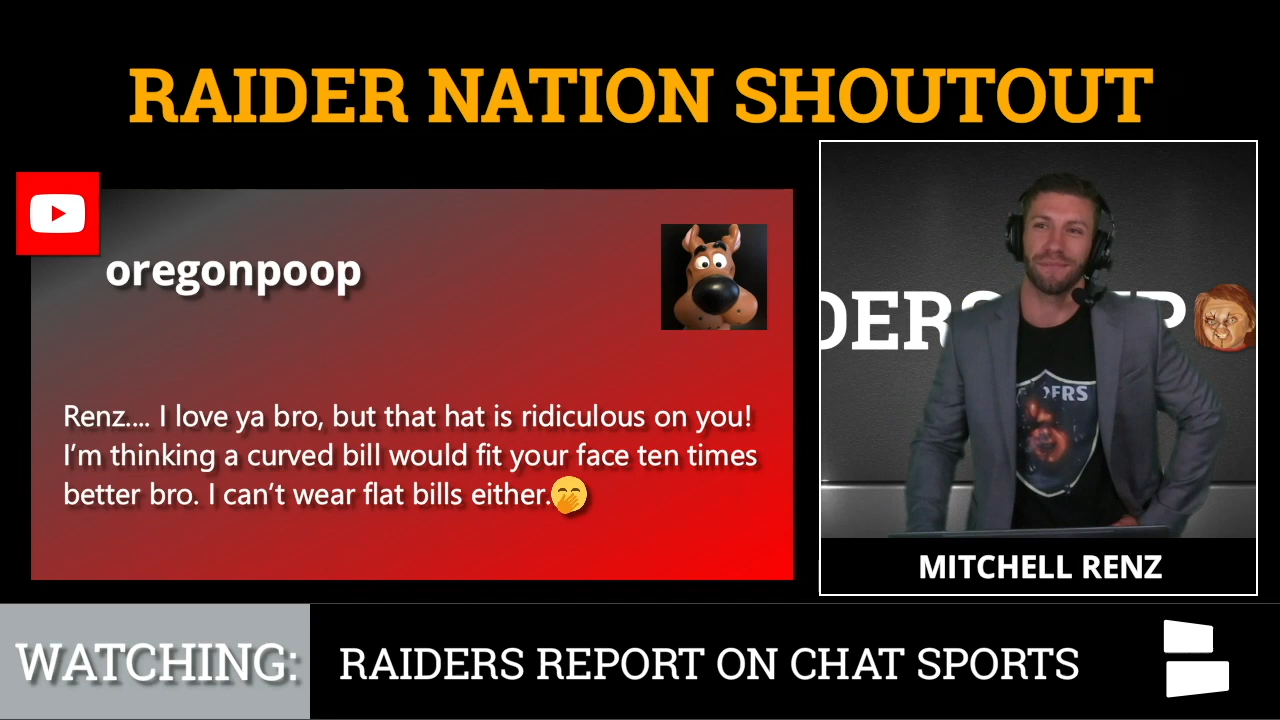 RAIDER NATION SHOUTOUT
oregonpoop
Renz.... I love ya bro, but that hat is ridiculous on you!
I'm thinking a curved bill would fit your face ten times
better bro. I can't wear flat bills either.🤭
MITCHELL RENZ
WATCHING:
RAIDERS REPORT ON CHAT SPORTS